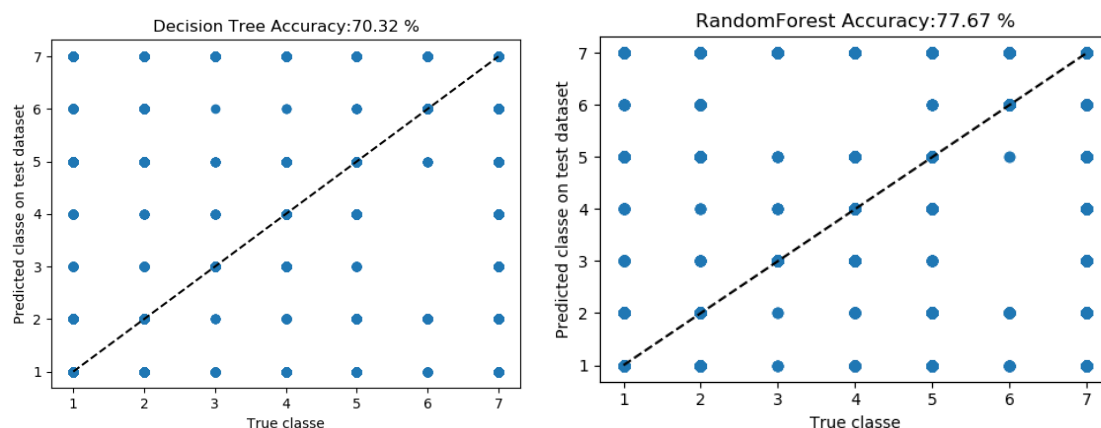 Decision Tree Accuracy:70.32 %
Predicted classe on test dataset
7
6
5
4
3
2
1
1 2 3 4 5 6 7
True classe
RandomForest Accuracy:77.67 %
Predicted classe on test dataset
7
6
5
4
3
2
1
1 2 3 4 5 6 7
True classe